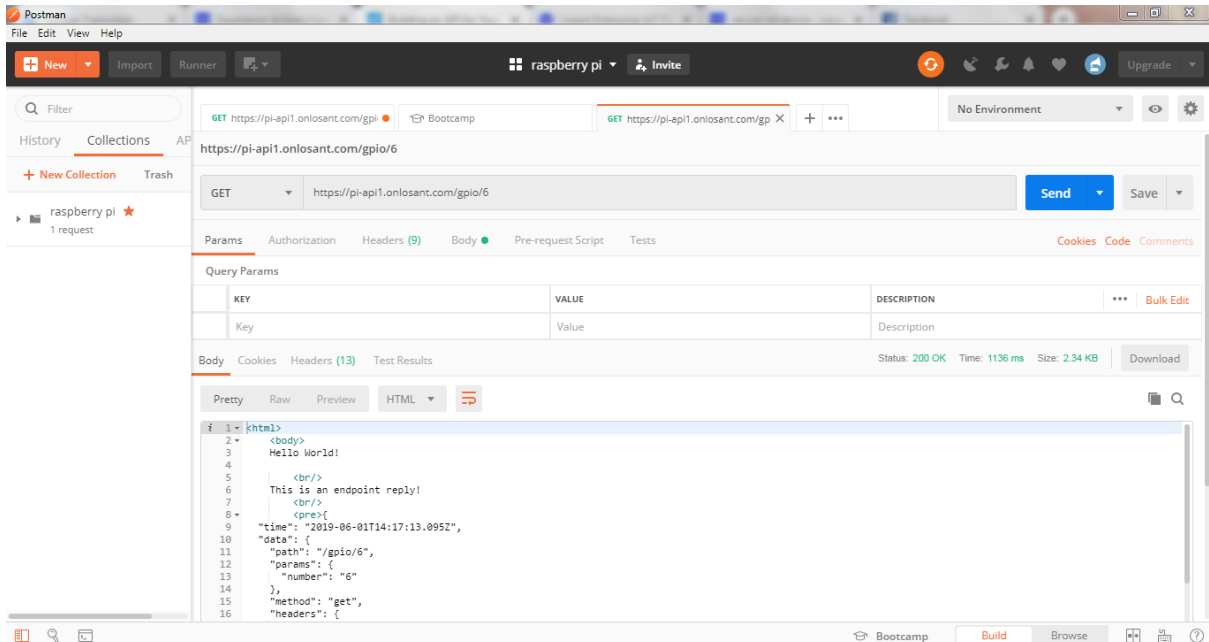 Postman
File Edit View Help
New Import Runner raspberry pi Invite Upgrade
Filter
History Collections AP
+ New Collection Trash
raspberry pi
1 request
GET https://pi-api1.onlosant.com/gpi Bootcamp GET https://pi-api1.onlosant.com/gp X + ••• No Environment
https://pi-api1.onlosant.com/gpio/6
GET https://pi-api1.onlosant.com/gpio/6 Send Save
Params Authorization Headers (9) Body Pre-request Script Tests Cookies Code Comments
Query Params
KEY VALUE DESCRIPTION ••• Bulk Edit
Key Value Description
Body Cookies Headers (13) Test Results Status: 200 OK Time: 1136 ms Size: 2.34 KB Download
Pretty Raw Preview HTML
i 1 <html>
2 <body>
3 Hello World!
4
5 <br/>
6 This is an endpoint reply!
7 <br/>
8 <pre>{
9 "time": "2019-06-01T14:17:13.095Z",
10 "data": {
11 "path": "/gpio/6",
12 "params": {
13 "number": "6"
14 },
15 "method": "get",
16 "headers": {
Bootcamp Build Browse